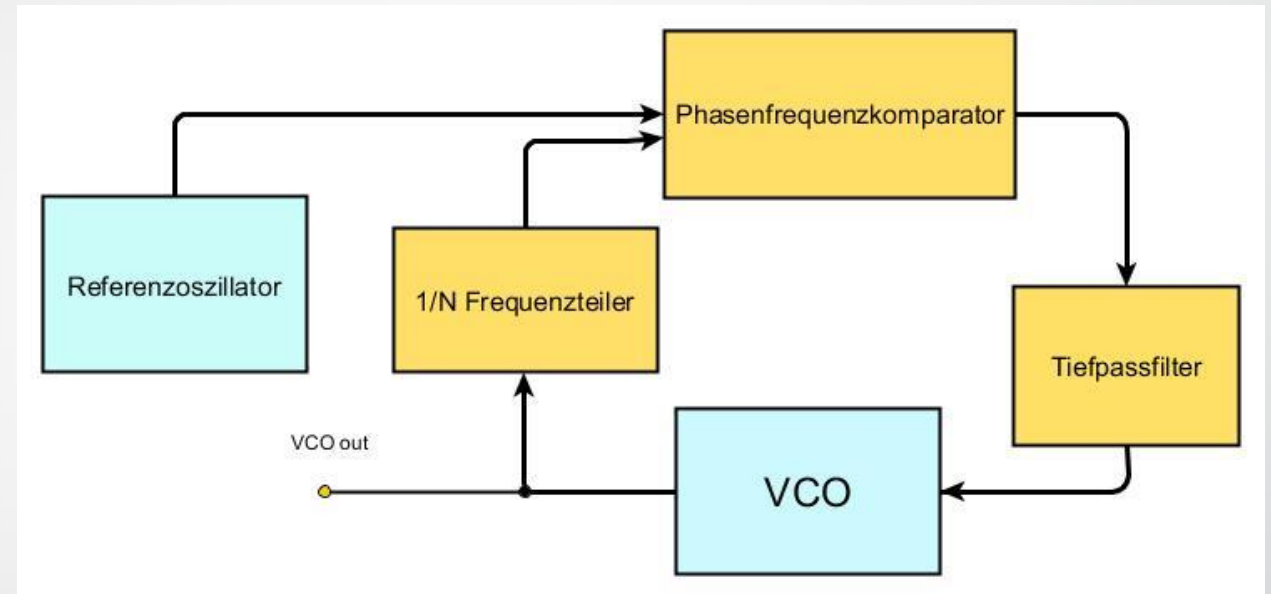 Phasenfrequenzkomparator
Referenzoszillator
1/N Frequenzteiler
Tiefpassfilter
VCO out
VCO